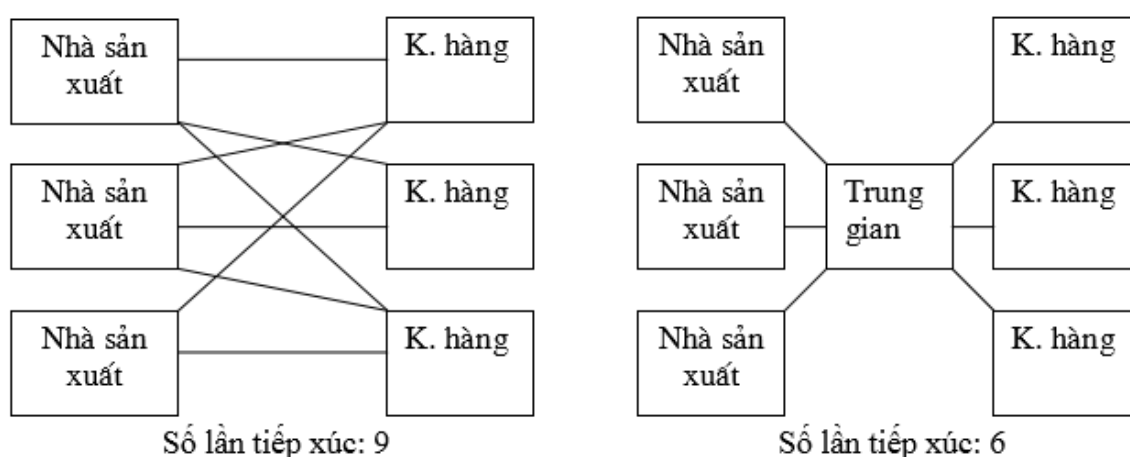 Nhà sản
xuất
K. hàng
Nhà sản
xuất
K. hàng
Nhà sản
xuất
K. hàng
Số lần tiếp xúc: 9
Nhà sản
xuất
K. hàng
Nhà sản
xuất
Trung
gian
K. hàng
Nhà sản
xuất
K. hàng
Số lần tiếp xúc: 6